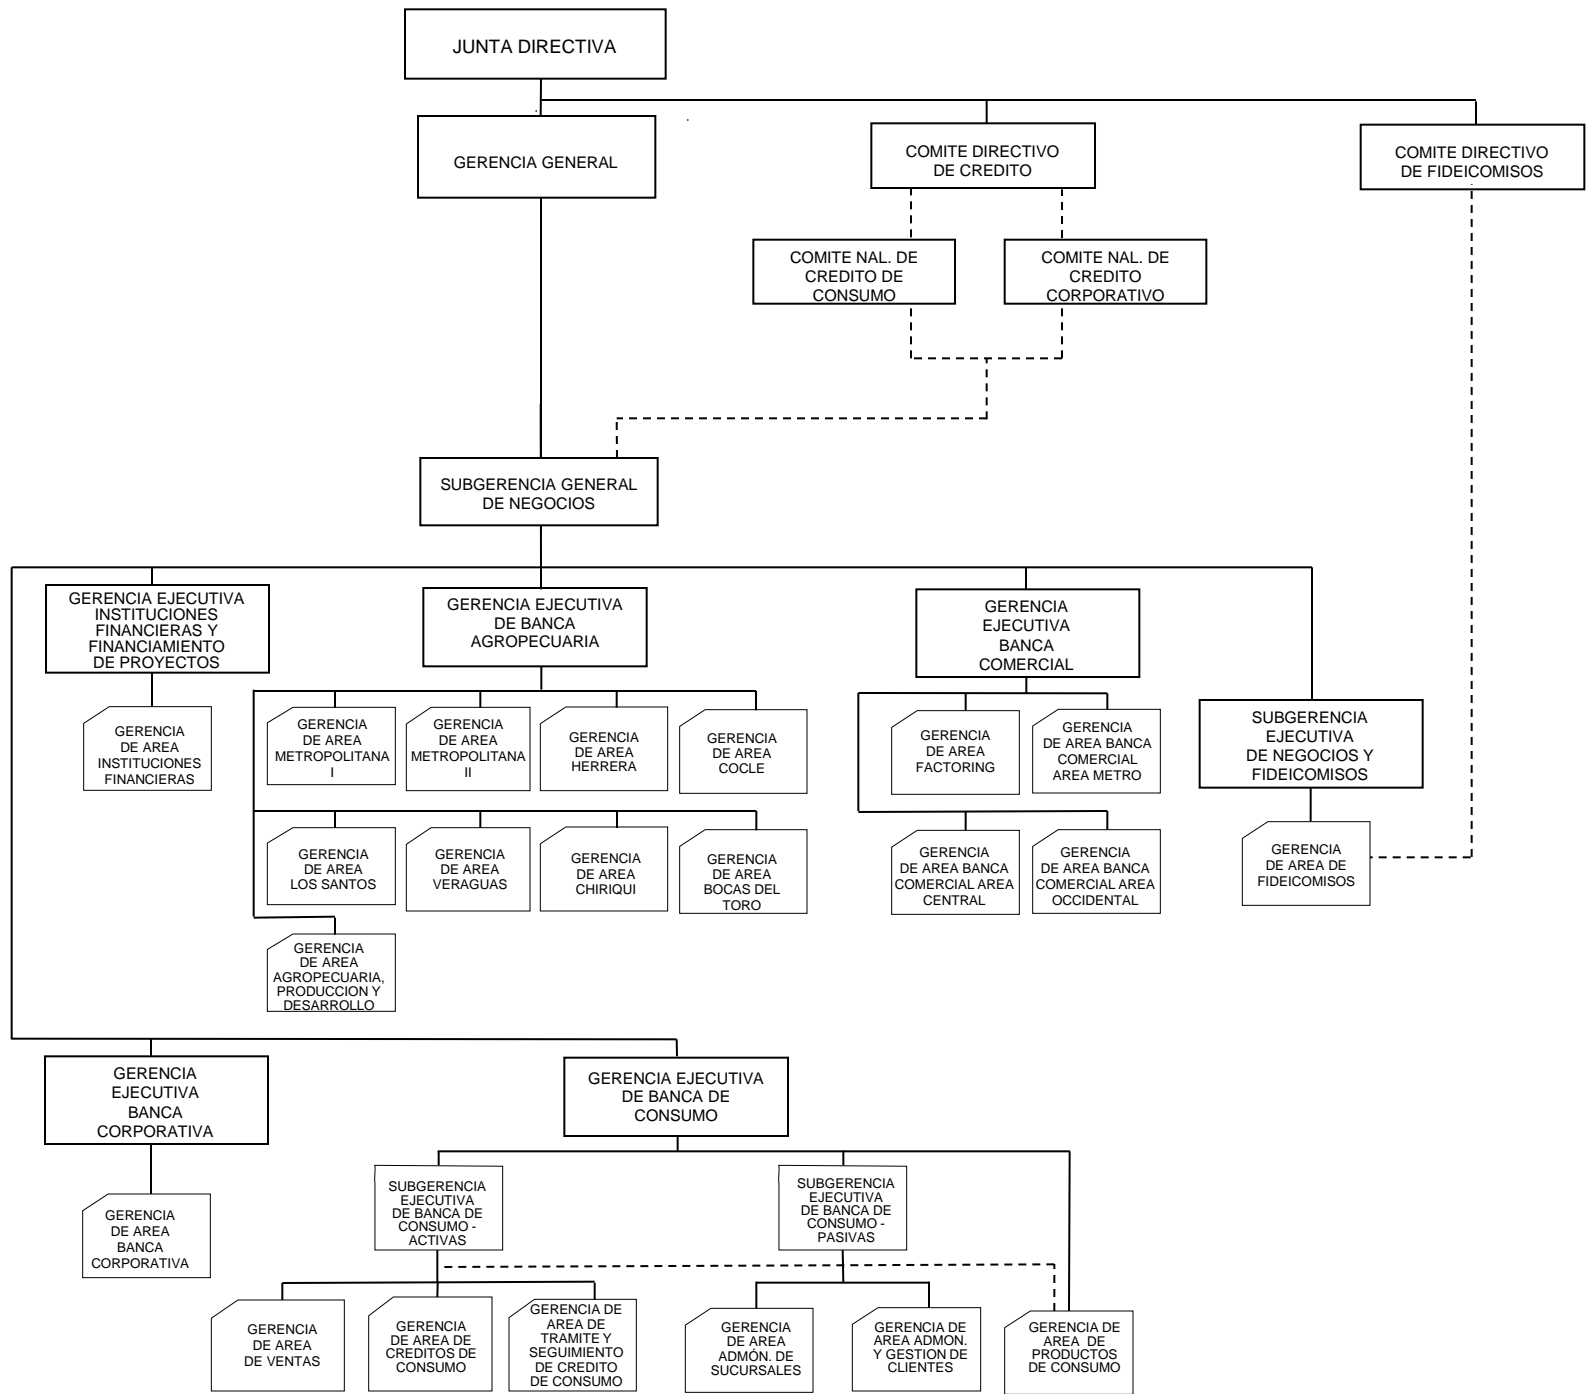 JUNTA DIRECTIVA
GERENCIA GENERAL
COMITE DIRECTIVO
DE CREDITO
COMITE DIRECTIVO
DE FIDEICOMISOS
COMITE NAL. DE
CREDITO DE
CONSUMO
COMITE NAL. DE
CREDITO
CORPORATIVO
SUBGERENCIA GENERAL
DE NEGOCIOS
GERENCIA EJECUTIVA
INSTITUCIONES
FINANCIERAS Y
FINANCIAMIENTO
DE PROYECTOS
GERENCIA EJECUTIVA
DE BANCA
AGROPECUARIA
GERENCIA
EJECUTIVA
BANCA
COMERCIAL
SUBGERENCIA
EJECUTIVA
DE NEGOCIOS Y
FIDEICOMISOS
GERENCIA
DE AREA
INSTITUCIONES
FINANCIERAS
GERENCIA
DE AREA
METROPOLITANA
I
GERENCIA
DE AREA
METROPOLITANA
II
GERENCIA
DE AREA
HERRERA
GERENCIA
DE AREA
COCLE
GERENCIA
DE AREA
FACTORING
GERENCIA
DE AREA BANCA
COMERCIAL
AREA METRO
GERENCIA
DE AREA
LOS SANTOS
GERENCIA
DE AREA
VERAGUAS
GERENCIA
DE AREA
CHIRIQUI
GERENCIA
DE AREA
BOCAS DEL
TORO
GERENCIA
DE AREA BANCA
COMERCIAL AREA
CENTRAL
GERENCIA
DE AREA BANCA
COMERCIAL AREA
OCCIDENTAL
GERENCIA
DE AREA DE
FIDEICOMISOS
GERENCIA
DE AREA
AGROPECUARIA,
PRODUCCION Y
DESARROLLO
GERENCIA
EJECUTIVA
BANCA
CORPORATIVA
GERENCIA EJECUTIVA
DE BANCA DE
CONSUMO
GERENCIA
DE AREA
BANCA
CORPORATIVA
SUBGERENCIA
EJECUTIVA
DE BANCA DE
CONSUMO -
ACTIVAS
SUBGERENCIA
EJECUTIVA
DE BANCA DE
CONSUMO -
PASIVAS
GERENCIA
DE AREA
DE VENTAS
GERENCIA
DE AREA DE
CREDITOS DE
CONSUMO
GERENCIA DE
AREA DE
TRAMITE Y
SEGUIMIENTO
DE CREDITO
DE CONSUMO
GERENCIA
DE AREA
ADMÓN. DE
SUCURSALES
GERENCIA DE
AREA ADMON.
Y GESTION DE
CLIENTES
GERENCIA DE
AREA DE
PRODUCTOS
DE CONSUMO